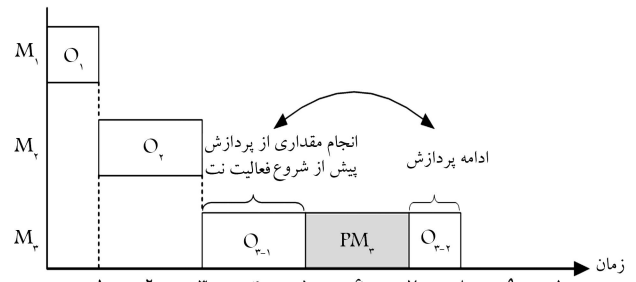 M۱ O۱
M۲ O۲
انجام مقداری از پردازش
پیش از شروع فعالیت نت
ادامه پردازش
M۳ O۳-۱ PM۳ O۳-۲
زمان